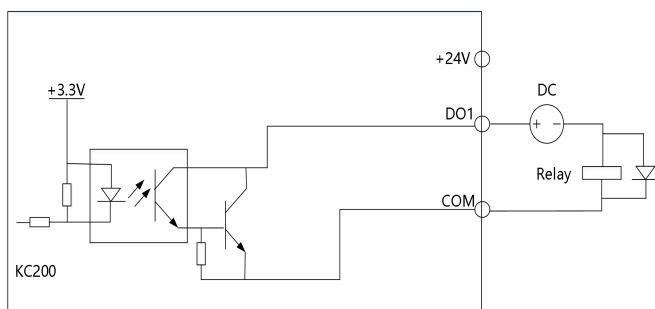 +24V
+3.3V
DO1
DC
+ −
Relay
COM
KC200